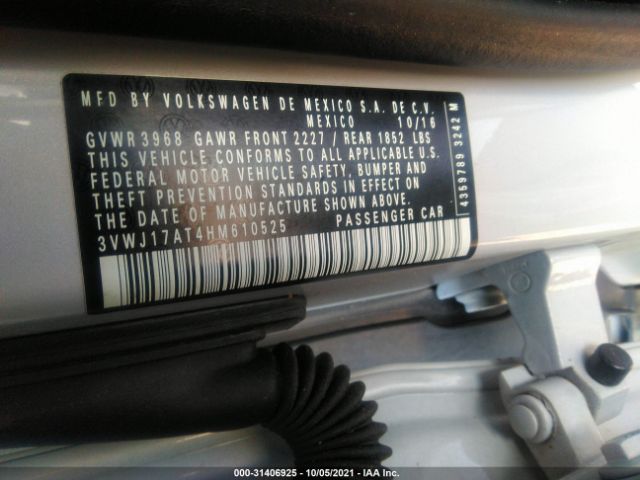 MFD BY VOLKSWAGEN DE MEXICO S.A. DE C.V.
MEXICO 10/16
GVWR 3968 GAWR FRONT 2227 / REAR 1852 LBS
THIS VEHICLE CONFORMS TO ALL APPLICABLE U.S.
FEDERAL MOTOR VEHICLE SAFETY, BUMPER AND
THEFT PREVENTION STANDARDS IN EFFECT ON
THE DATE OF MANUFACTURE SHOWN ABOVE.
3VWJ17AT4HM610525 PASSENGER CAR
4359789 3242 M
000-31406925 - 10/05/2021 - IAA Inc.